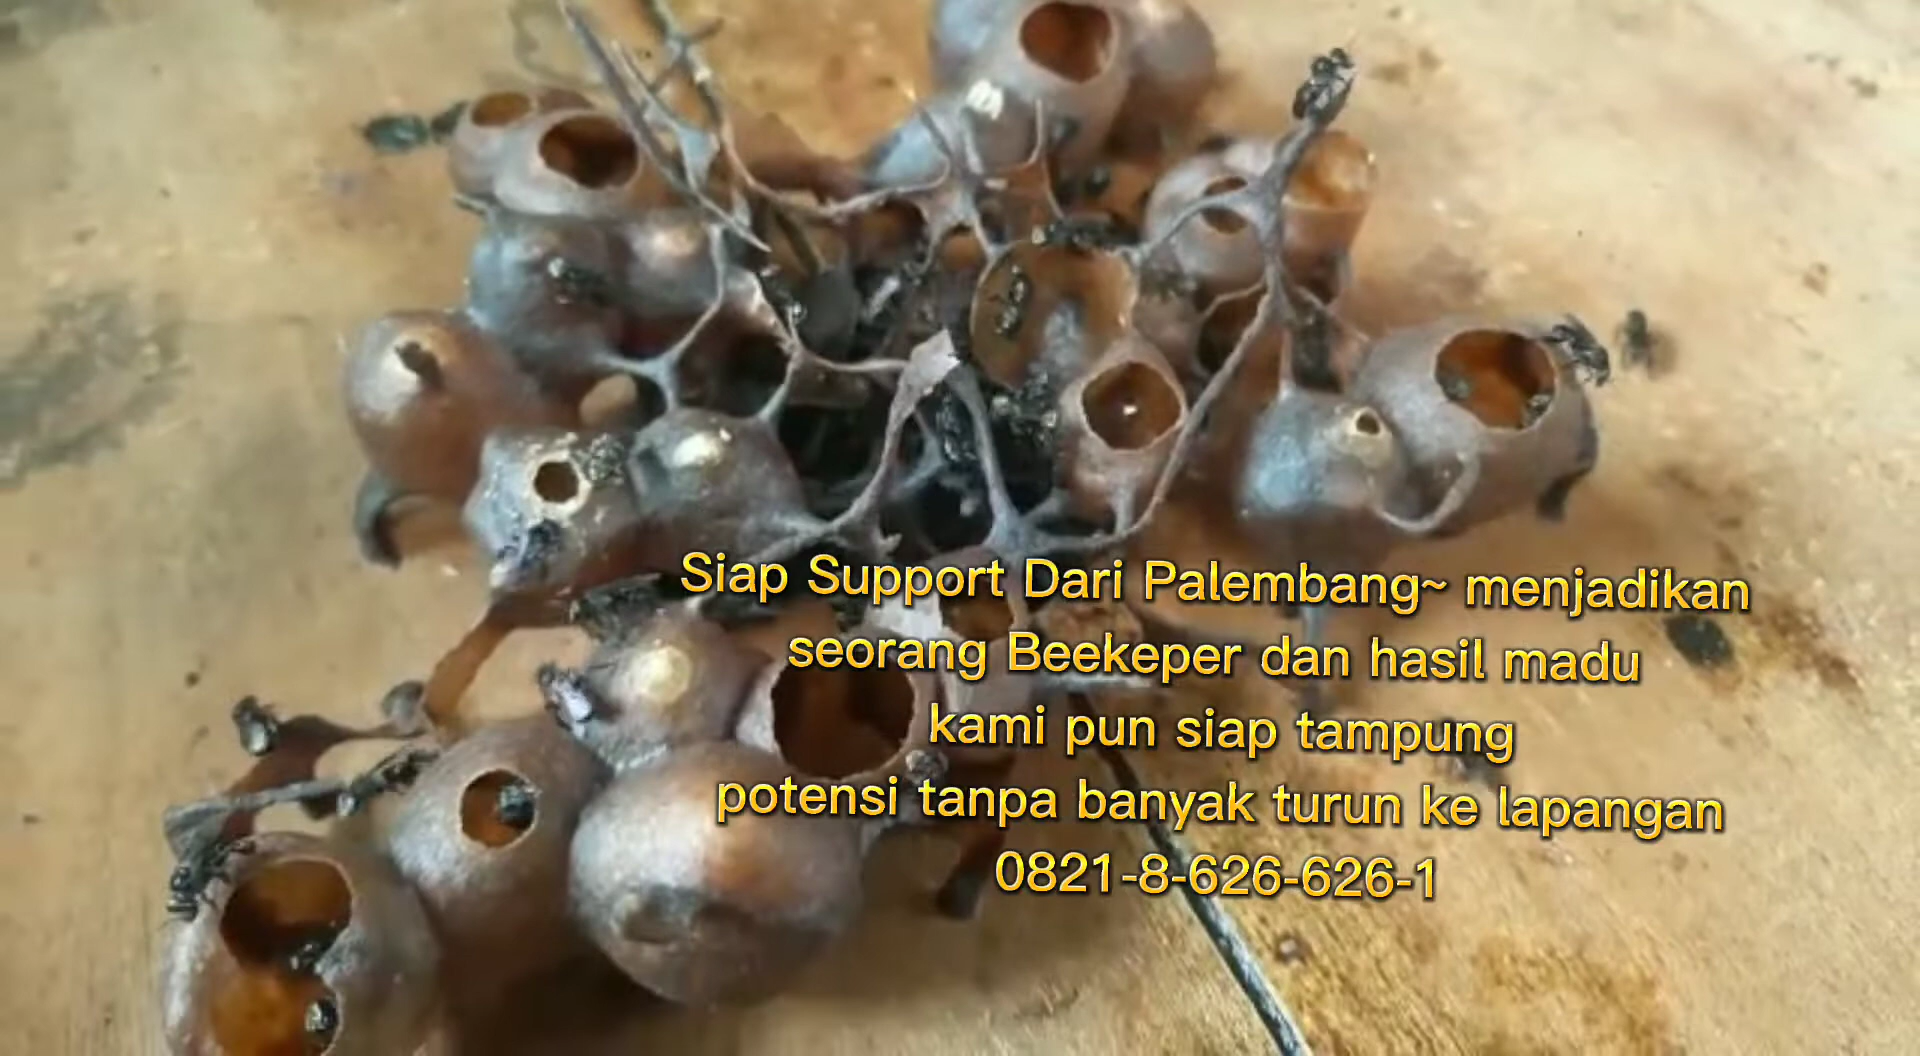 Siap Support Dari Palembang~ menjadikan
seorang Beekeper dan hasil madu
kami pun siap tampung
potensi tanpa banyak turun ke lapangan
0821-8-626-626-1